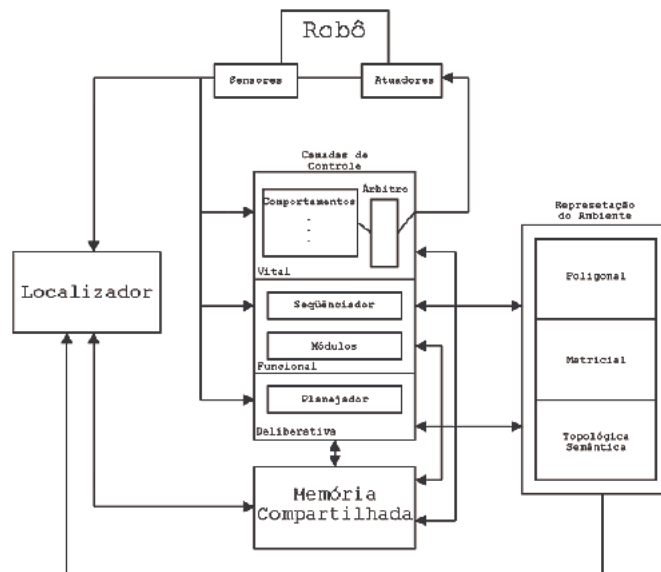 Robô
Sensores
Atuadores
Camadas de
Controle
Árbitro
Comportamentos
Vital
Represetação
do Ambiente
Localizador
Poligonal
Seqüênciador
Módulos
Funcional
Matricial
Planejador
Deliberativa
Topológica
Semântica
Memória
Compartilhada